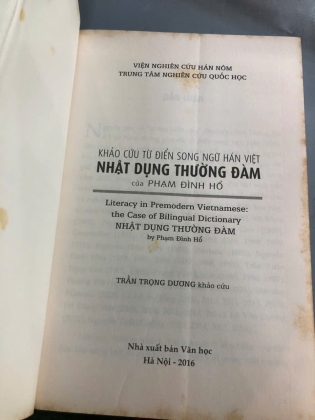 VIỆN NGHIÊN CỨU HÁN NÔM
TRUNG TÂM NGHIÊN CỨU QUỐC HỌC
KHẢO CỨU TỪ ĐIỂN SONG NGỮ HÁN VIỆT
NHẬT DỤNG THƯỜNG ĐÀM
của PHẠM ĐÌNH HỔ
Literacy in Premodern Vietnamese:
the Case of Bilingual Dictionary
NHẬT DỤNG THƯỜNG ĐÀM
by Phạm Đình Hổ
TRẦN TRỌNG DƯƠNG khảo cứu
Nhà xuất bản Văn học
Hà Nội - 2016